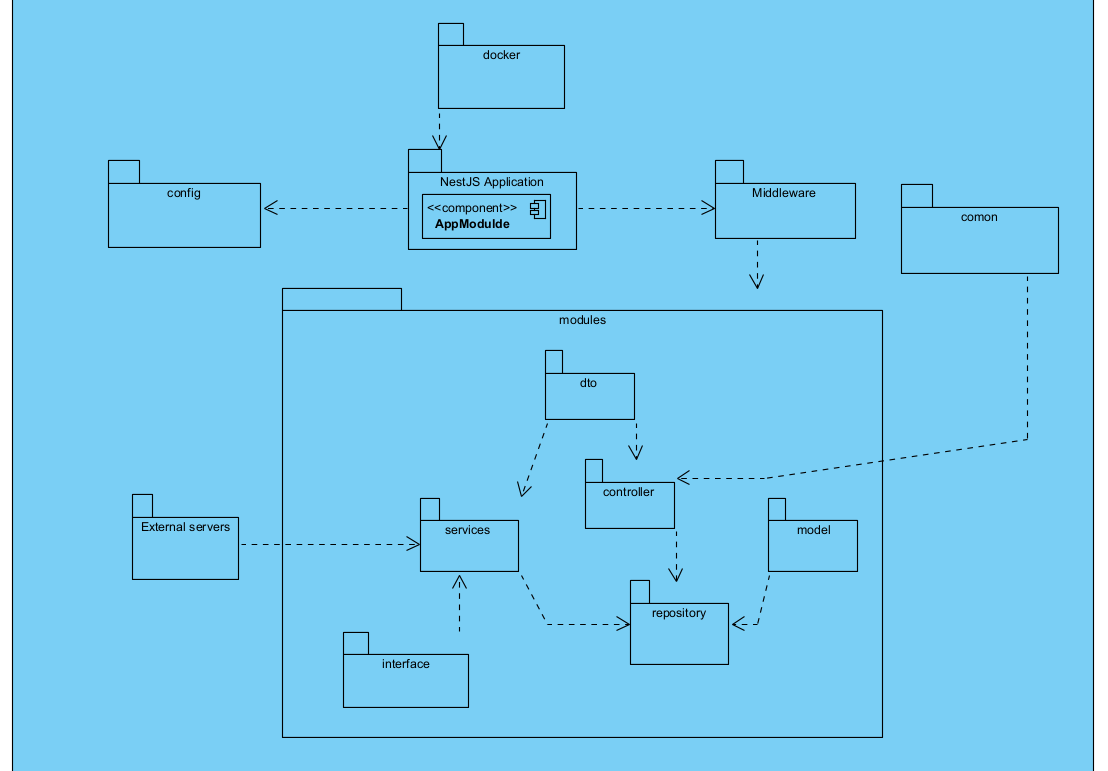 docker
config
NestJS Application
<<component>>
AppModulde
Middleware
comon
modules
dto
controller
External servers
services
model
repository
interface